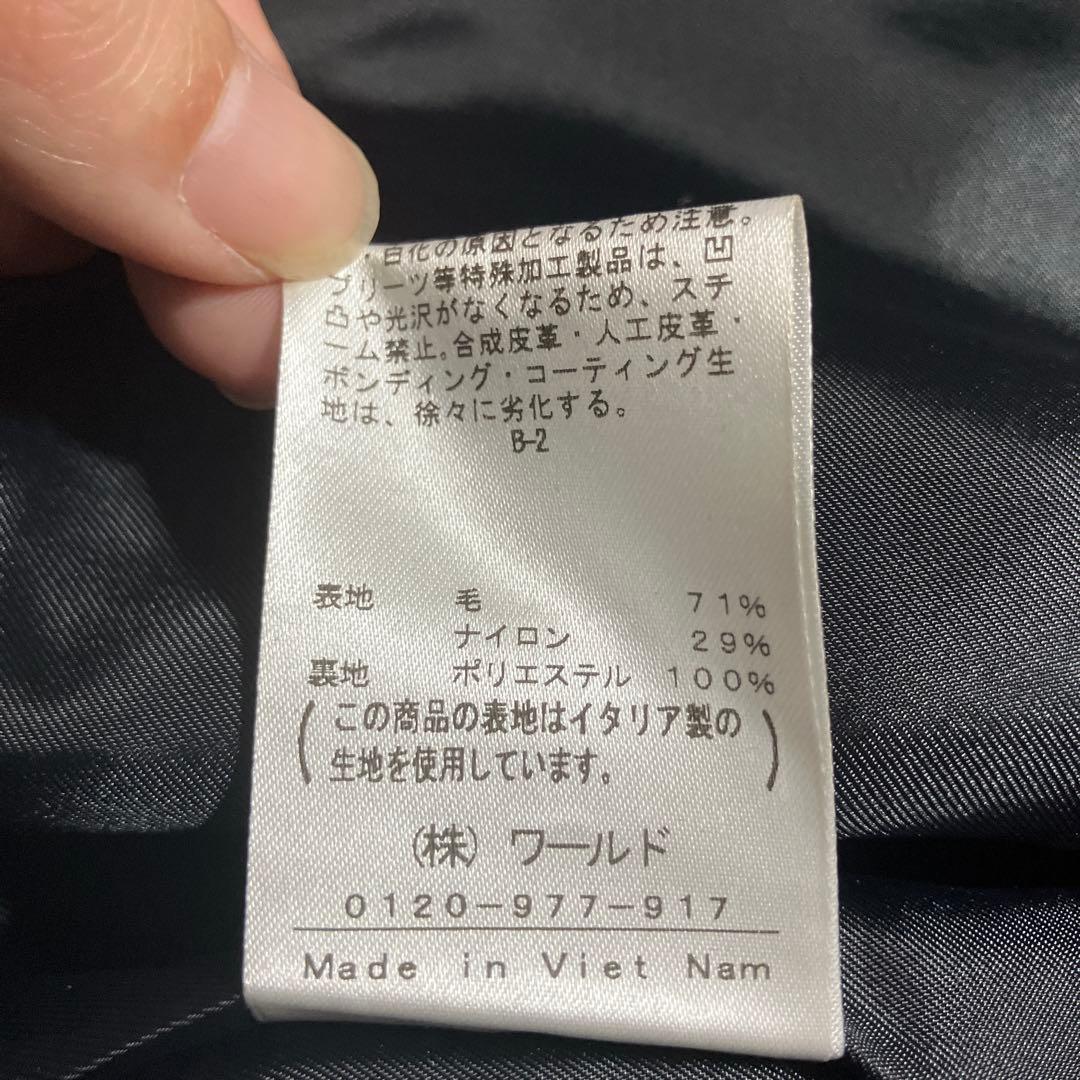 白化の原因となるため注意。
プリーツ等特殊加工製品は、凹
凸や光沢がなくなるため、スチ
ーム禁止。合成皮革・人工皮革・
ボンディング・コーティング生
地は、徐々に劣化する。
B-2
表地 毛 71%
ナイロン 29%
裏地 ポリエステル 100%
(この商品の表地はイタリア製の
生地を使用しています。)
(株) ワールド
0120-977-917
Made in Viet Nam